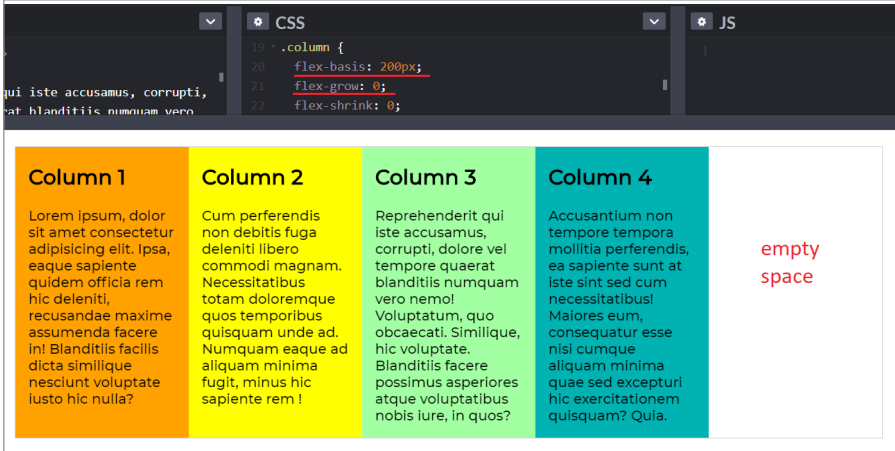 CSS
JS
qui iste accusamus, corrupti,
rat blanditiis numquam vero
19 .column {
20 flex-basis: 200px;
21 flex-grow: 0;
22 flex-shrink: 0;
1
Column 1
Lorem ipsum, dolor
sit amet consectetur
adipisicing elit. Ipsa,
eaque sapiente
quidem officia rem
hic deleniti,
recusandae maxime
assumenda facere
in! Blanditiis facilis
dicta similique
nesciunt voluptate
iusto hic nulla?
Column 2
Cum perferendis
non debitis fuga
deleniti libero
commodi magnam.
Necessitatibus
totam doloremque
quos temporibus
quisquam unde ad.
Numquam eaque ad
aliquam minima
fugit, minus hic
sapiente rem !
Column 3
Reprehenderit qui
iste accusamus,
corrupti, dolore vel
tempore quaerat
blanditiis numquam
vero nemo!
Voluptatum, quo
obcaecati. Similique,
hic voluptate.
Blanditiis facere
possimus asperiores
atque voluptatibus
nobis iure, in quos?
Column 4
Accusantium non
tempore tempora
mollitia perferendis,
ea sapiente sunt at
iste sint sed cum
necessitatibus!
Maiores eum,
consequatur esse
nisi cumque
aliquam minima
quae sed excepturi
hic exercitationem
quisquam? Quia.
empty
space